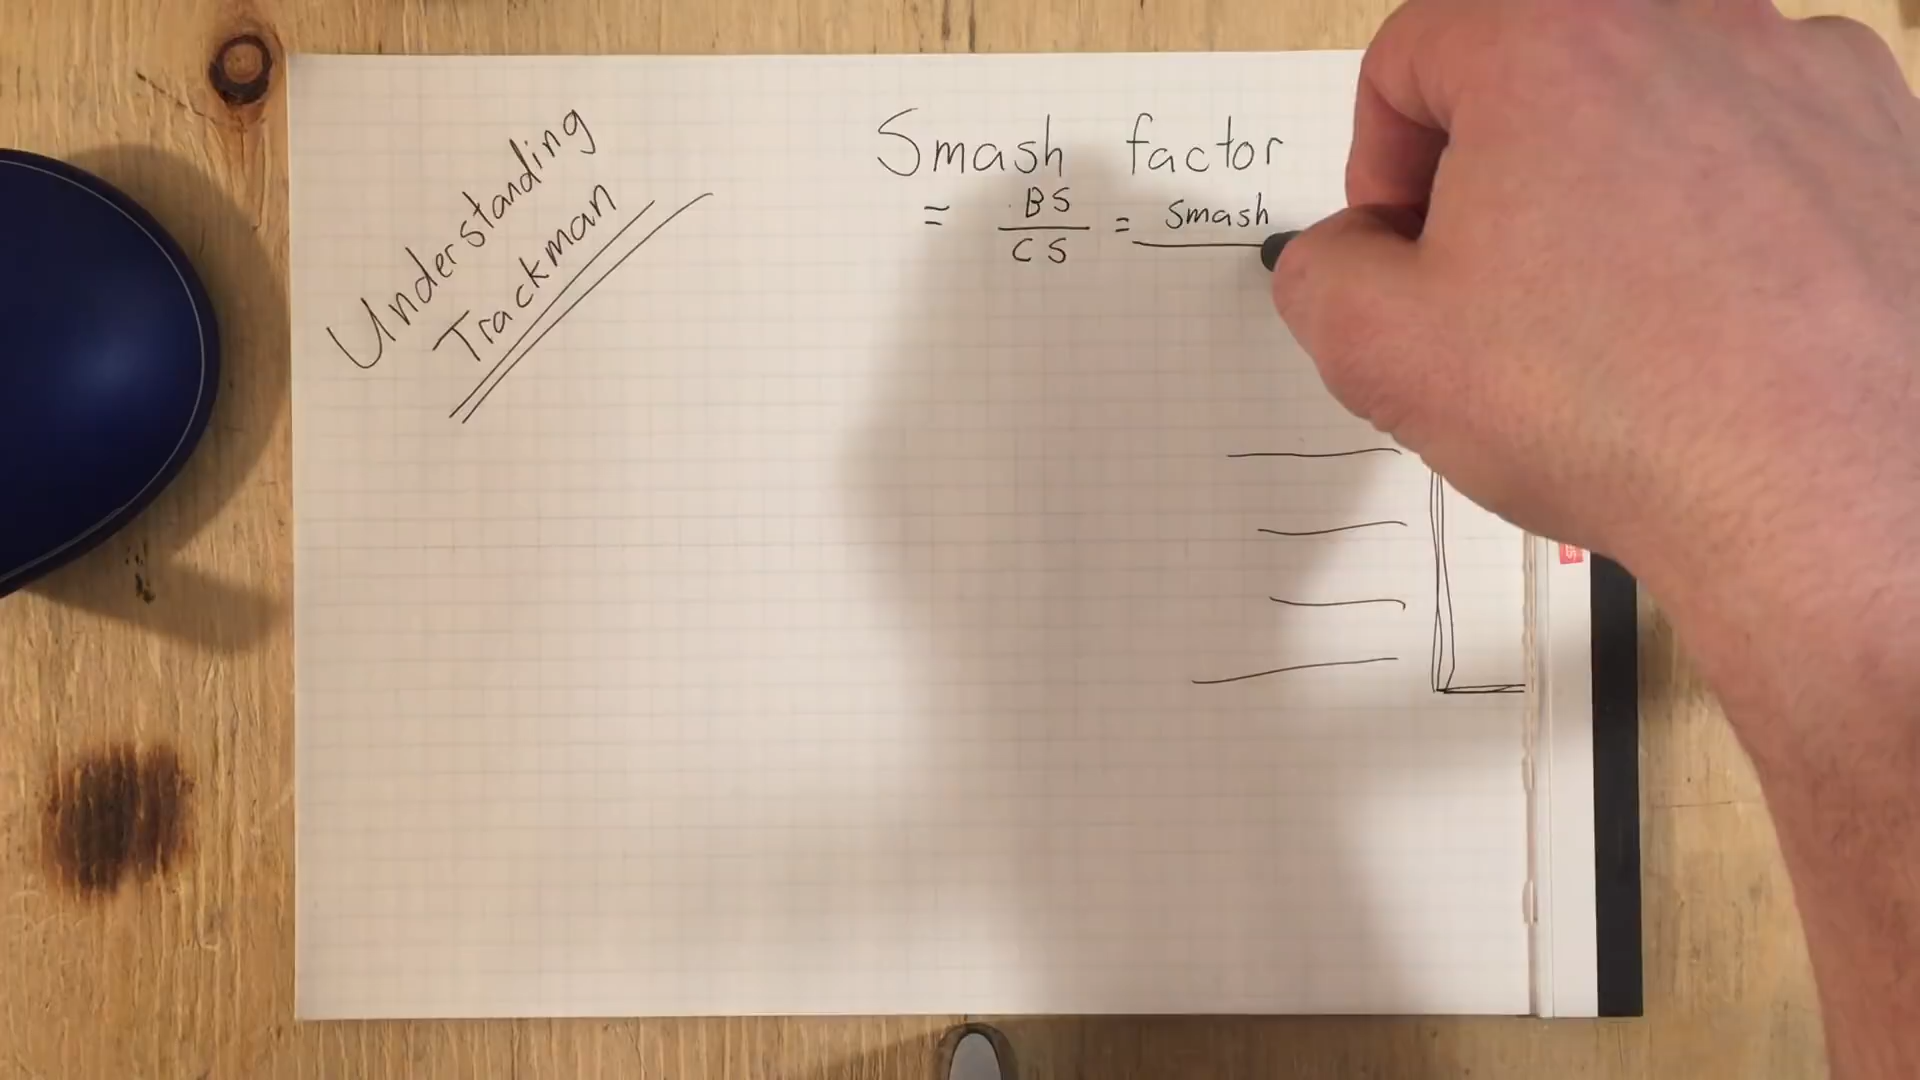 Understanding
Trackman
Smash factor
= BS / CS = Smash